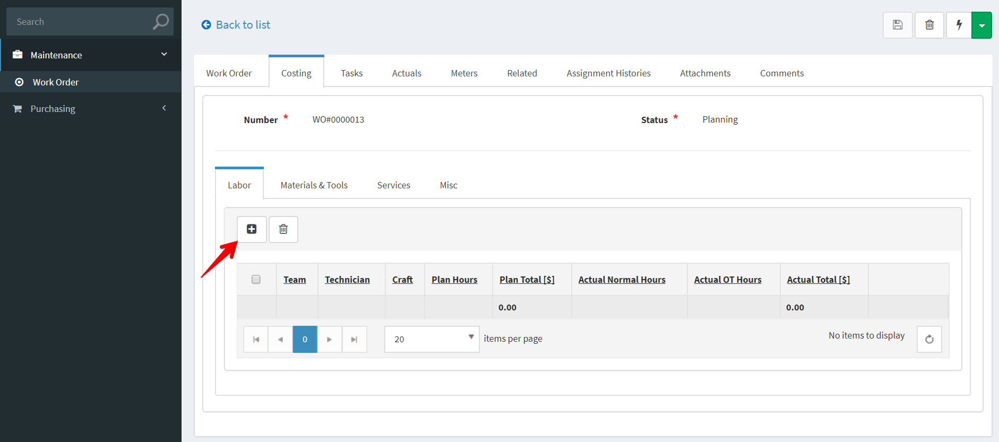 Search
Maintenance
Work Order
Purchasing
Back to list
Work Order Costing Tasks Actuals Meters Related Assignment Histories Attachments Comments
Number * WO#0000013 Status * Planning
Labor Materials & Tools Services Misc
Team Technician Craft Plan Hours Plan Total [$] Actual Normal Hours Actual OT Hours Actual Total [$]
0.00 0.00
0 20 items per page No items to display